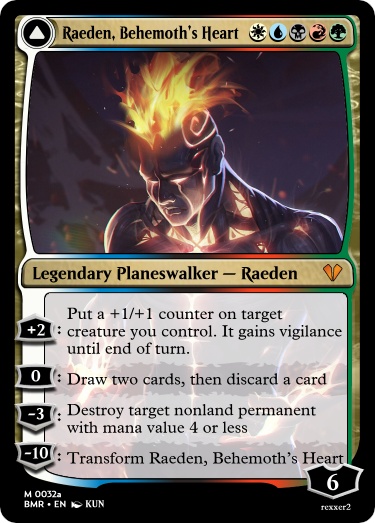 Raeden, Behemoth's Heart
Legendary Planeswalker — Raeden
+2: Put a +1/+1 counter on target
creature you control. It gains vigilance
until end of turn.
0: Draw two cards, then discard a card
-3: Destroy target nonland permanent
with mana value 4 or less
-10: Transform Raeden, Behemoth's Heart
6
M 0032a
BMR • EN KUN
rexxer2